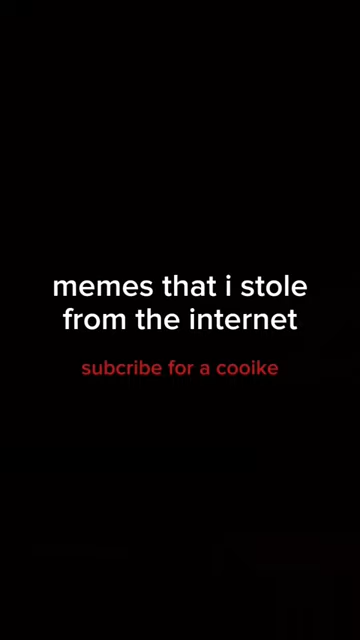 memes that i stole
from the internet
subcribe for a cooike